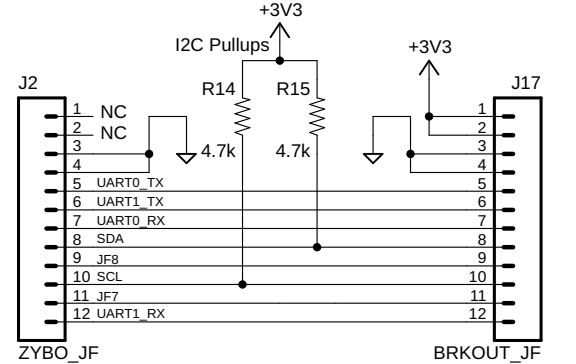 +3V3
I2C Pullups
+3V3
J2
R14
R15
J17
1 NC
1
2 NC
2
3
4.7k
4.7k
3
4
4
5 UART0_TX
5
6 UART1_TX
6
7 UART0_RX
7
8 SDA
8
9 JF8
9
10 SCL
10
11 JF7
11
12 UART1_RX
12
ZYBO_JF
BRKOUT_JF